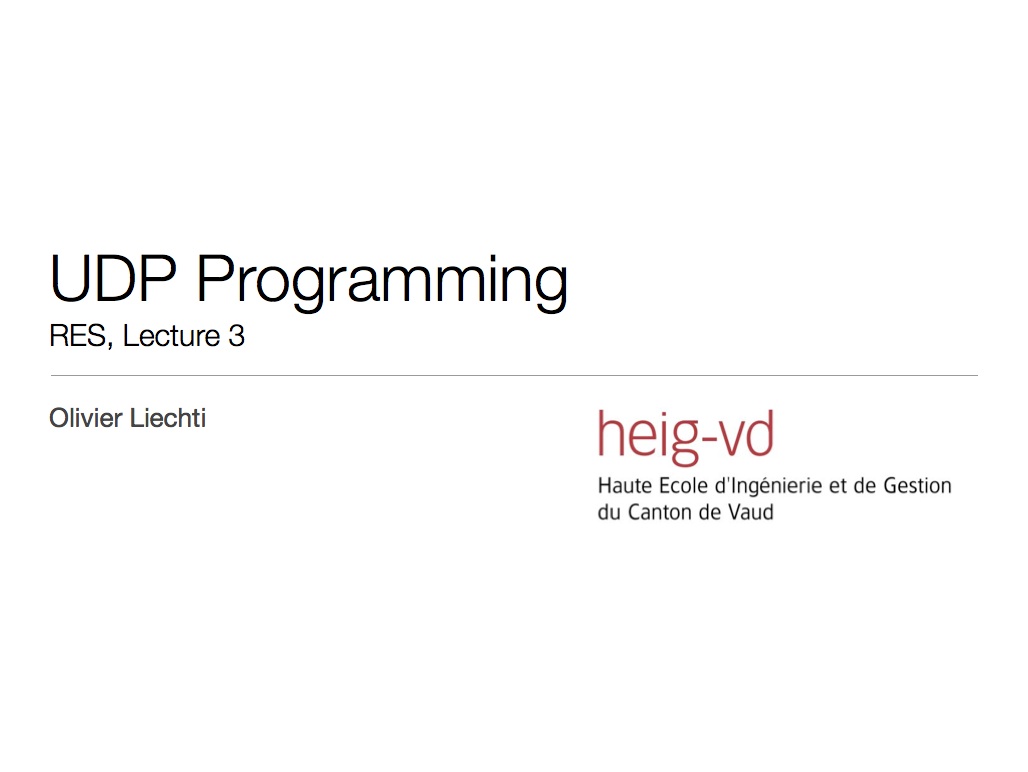 UDP Programming
RES, Lecture 3
Olivier Liechti
heig-vd
Haute Ecole d'Ingénierie et de Gestion
du Canton de Vaud